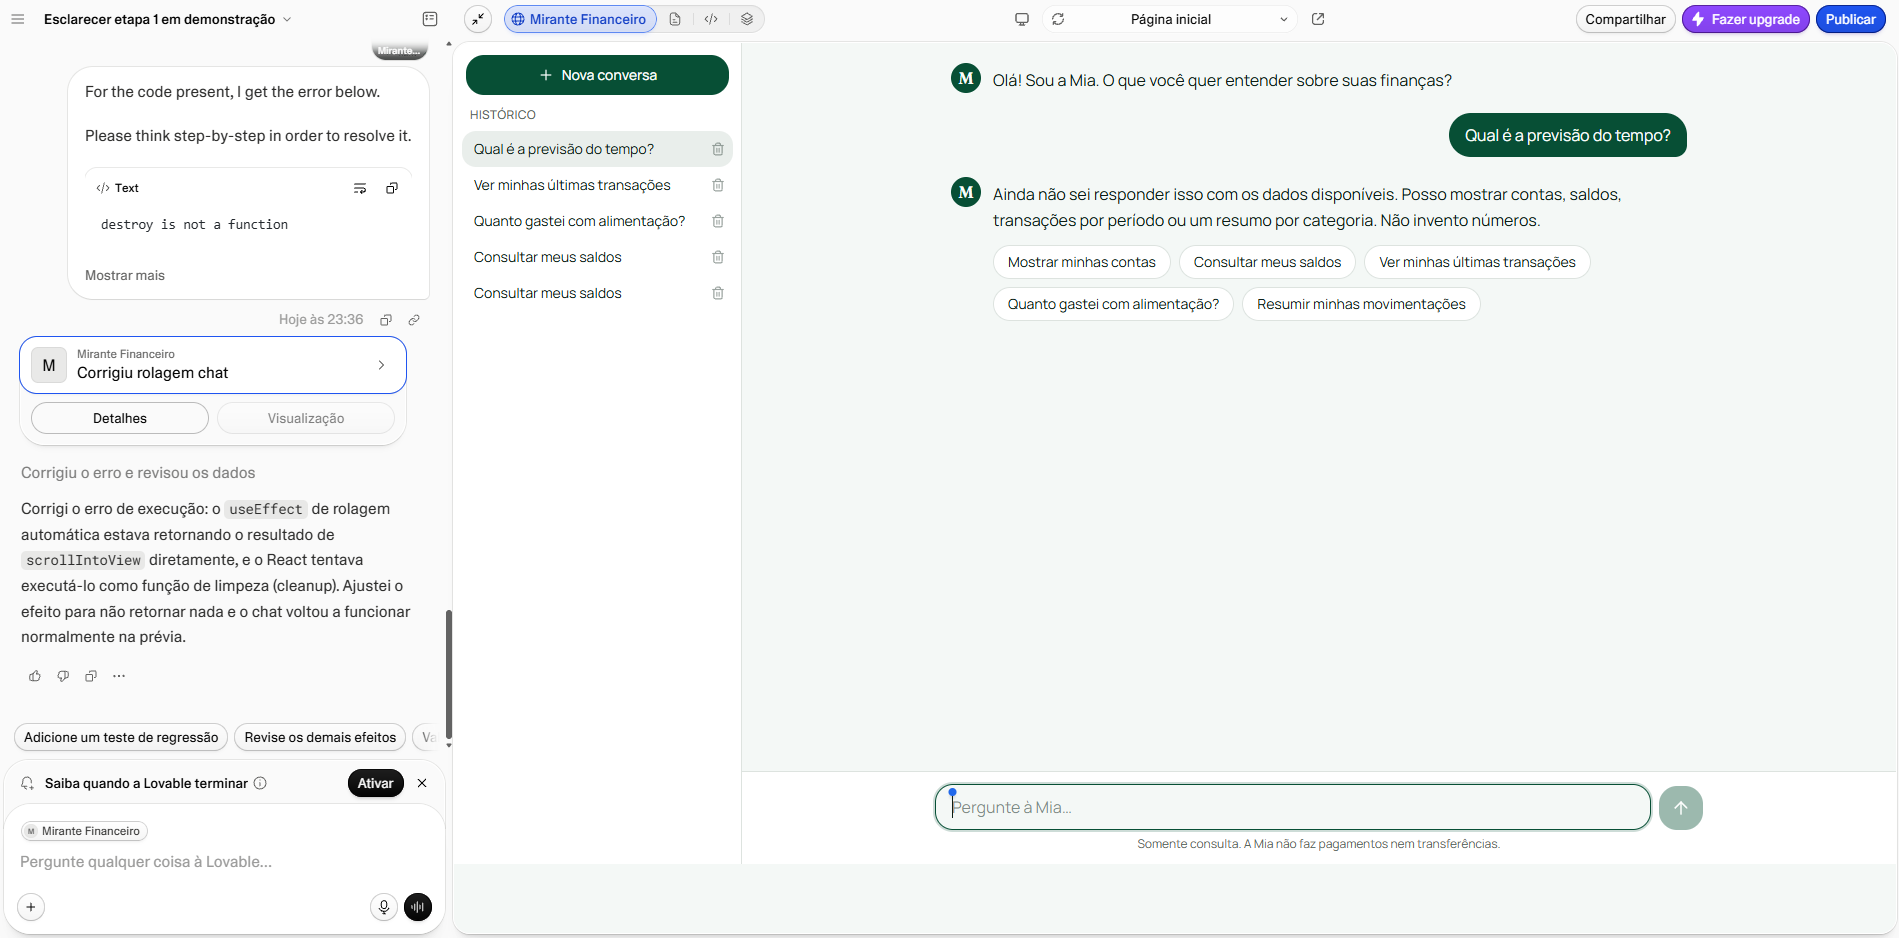 Esclarecer etapa 1 em demonstração
Mirante...
For the code present, I get the error below.
Please think step-by-step in order to resolve it.
</> Text
destroy is not a function
Mostrar mais
Hoje às 23:36
M
Mirante Financeiro
Corrigiu rolagem chat
Detalhes
Visualização
Corrigiu o erro e revisou os dados
Corrigi o erro de execução: o useEffect de rolagem
automática estava retornando o resultado de
scrollIntoView diretamente, e o React tentava
executá-lo como função de limpeza (cleanup). Ajustei o
efeito para não retornar nada e o chat voltou a funcionar
normalmente na prévia.
Adicione um teste de regressão
Revise os demais efeitos
Va
Saiba quando a Lovable terminar
Ativar
M Mirante Financeiro
Pergunte qualquer coisa à Lovable...
Mirante Financeiro
Página inicial
Compartilhar
Fazer upgrade
Publicar
+ Nova conversa
HISTÓRICO
Qual é a previsão do tempo?
Ver minhas últimas transações
Quanto gastei com alimentação?
Consultar meus saldos
Consultar meus saldos
M
Olá! Sou a Mia. O que você quer entender sobre suas finanças?
Qual é a previsão do tempo?
M
Ainda não sei responder isso com os dados disponíveis. Posso mostrar contas, saldos,
transações por período ou um resumo por categoria. Não invento números.
Mostrar minhas contas
Consultar meus saldos
Ver minhas últimas transações
Quanto gastei com alimentação?
Resumir minhas movimentações
Pergunte à Mia...
Somente consulta. A Mia não faz pagamentos nem transferências.